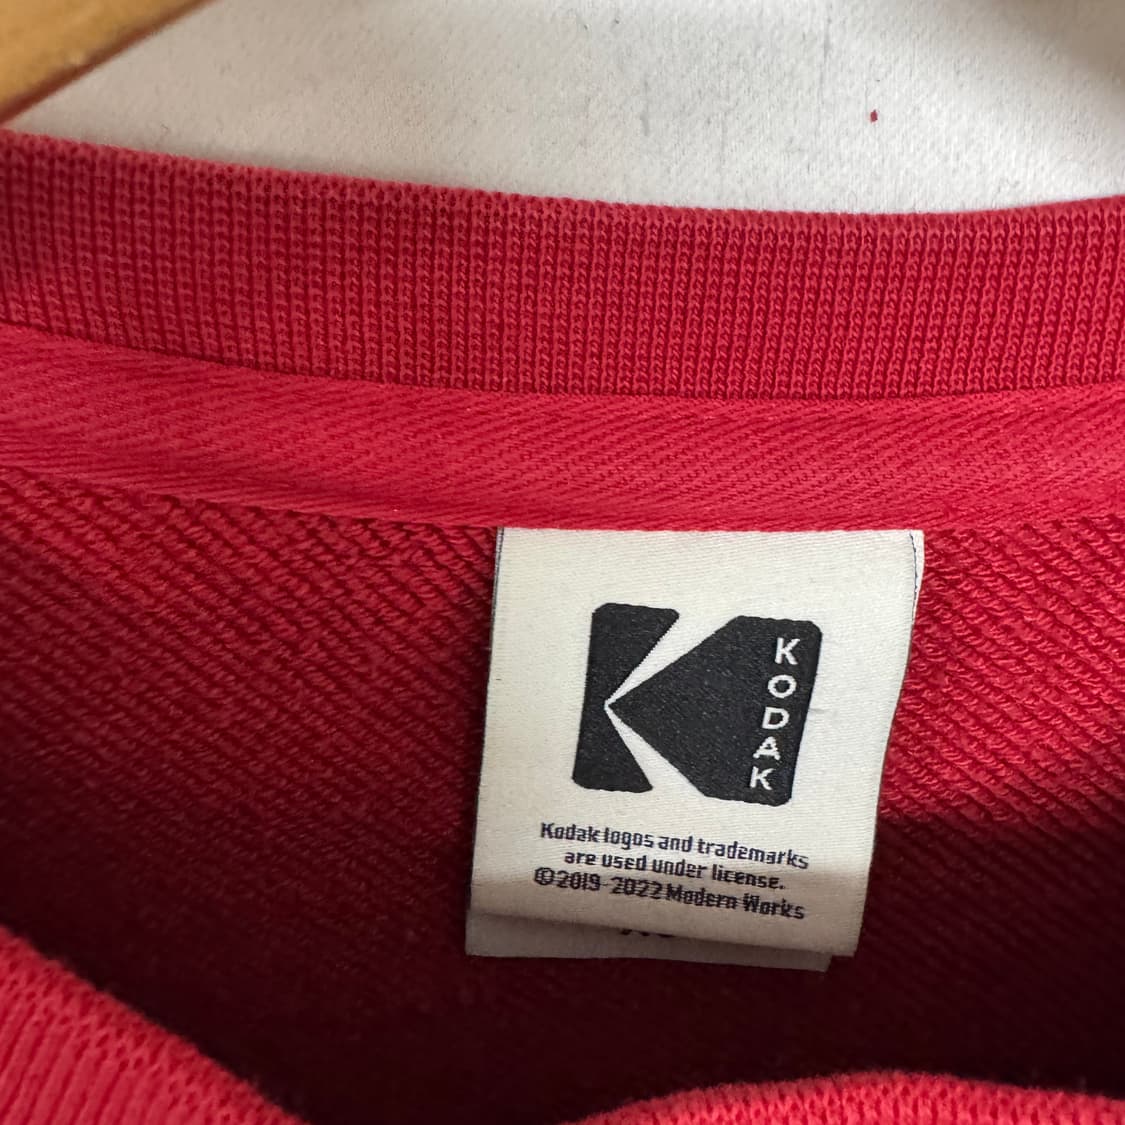 KODAK
Kodak logos and trademarks
are used under license.
©2019-2022 Modern Works